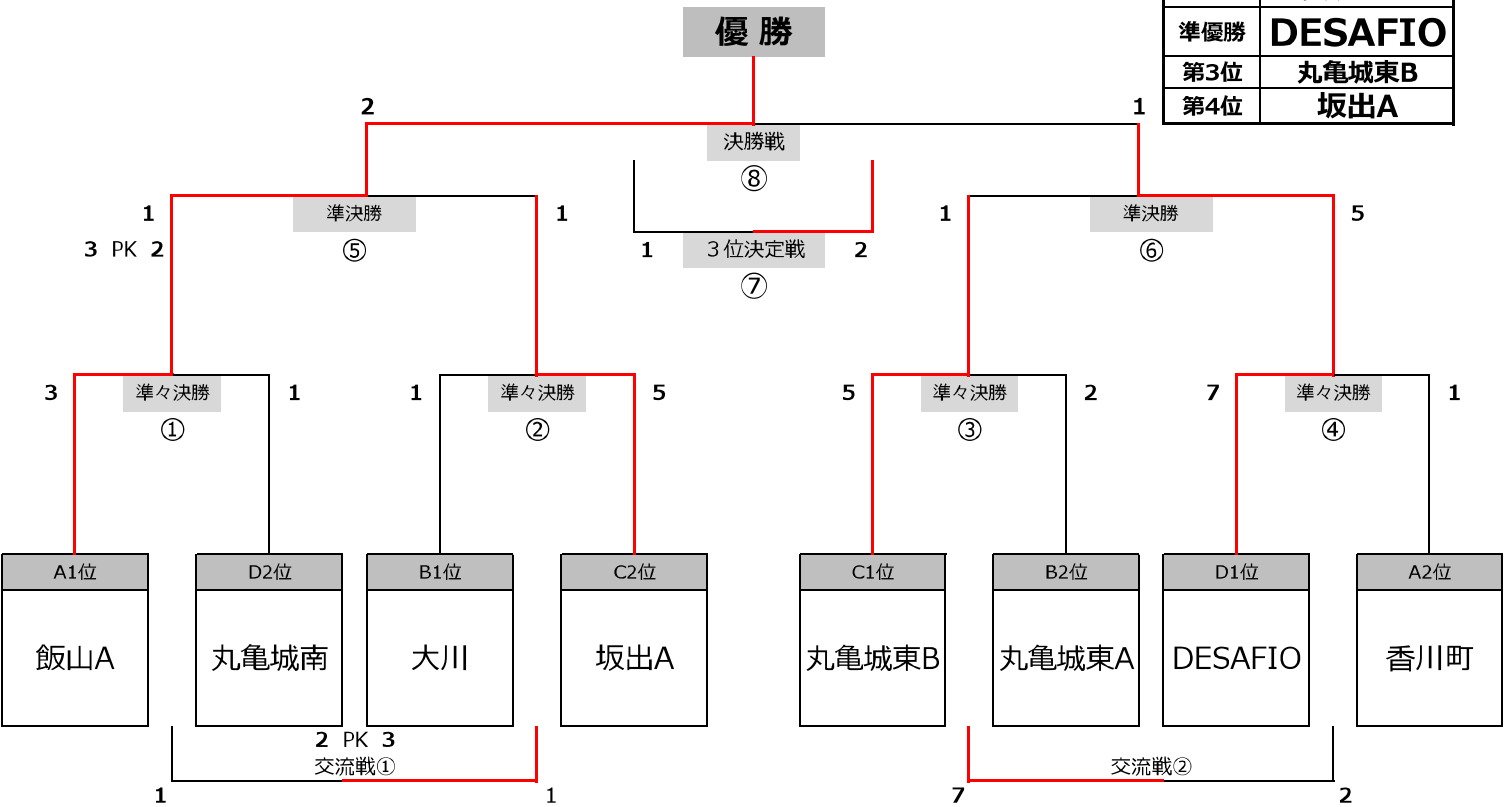 優 勝
準優勝 DESAFIO
第3位 丸亀城東B
第4位 坂出A
2 1
決勝戦
⑧
1 準決勝 1
3 PK 2 ⑤
1 3位決定戦 2
⑦
1 準決勝 5
⑥
3 準々決勝 1
①
1 準々決勝 5
②
5 準々決勝 2
③
7 準々決勝 1
④
A1位 D2位 B1位 C2位 C1位 B2位 D1位 A2位
飯山A 丸亀城南 大川 坂出A 丸亀城東B 丸亀城東A DESAFIO 香川町
2 PK 3
交流戦① 交流戦②
1 1 7 2